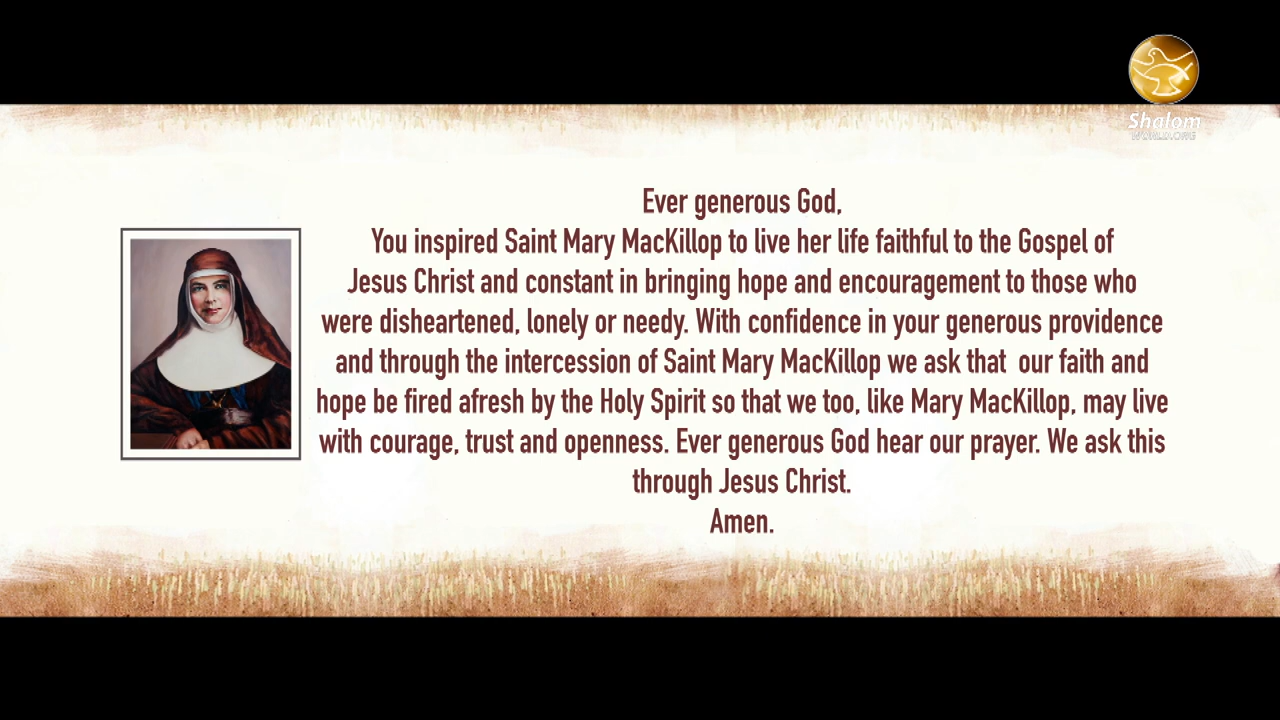 Shalom
WORLD.ORG
Ever generous God,
You inspired Saint Mary MacKillop to live her life faithful to the Gospel of
Jesus Christ and constant in bringing hope and encouragement to those who
were disheartened, lonely or needy. With confidence in your generous providence
and through the intercession of Saint Mary MacKillop we ask that  our faith and
hope be fired afresh by the Holy Spirit so that we too, like Mary MacKillop, may live
with courage, trust and openness. Ever generous God hear our prayer. We ask this
through Jesus Christ.
Amen.